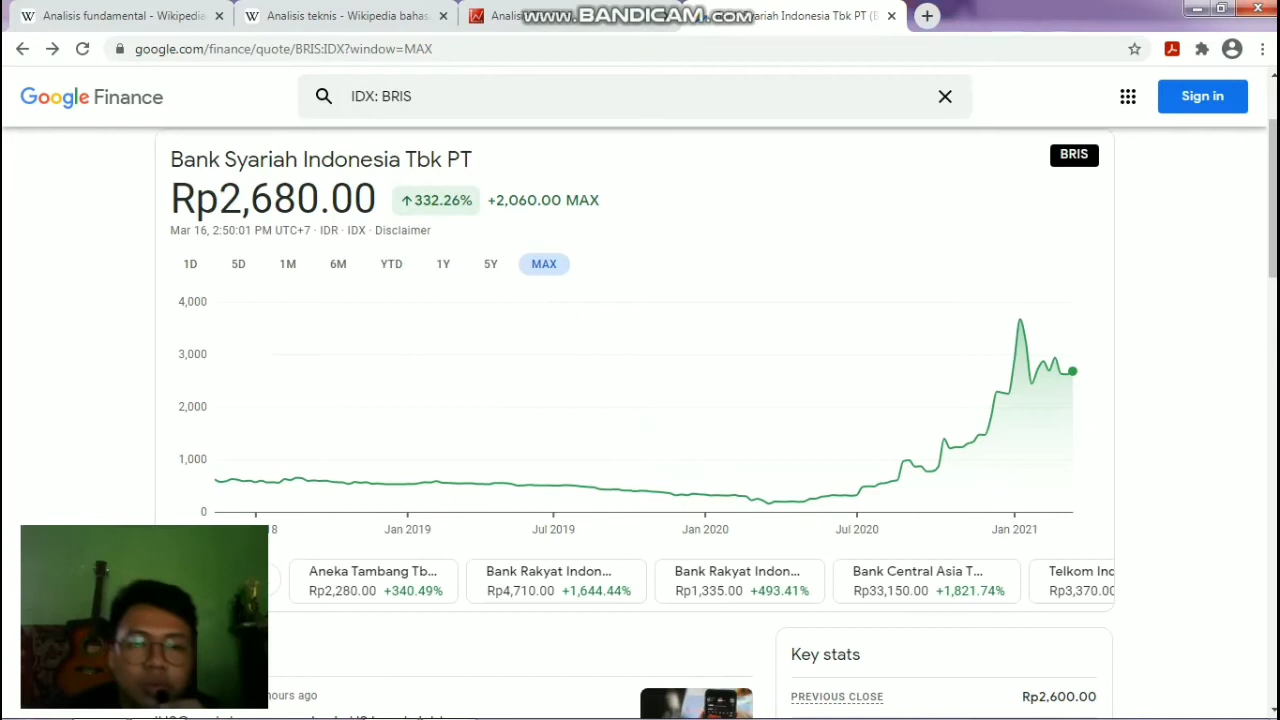 Analisis fundamental - Wikipedia
Analisis teknis - Wikipedia bahas
Analis
www.BANDICAM.com
ariah Indonesia Tbk PT (B
google.com/finance/quote/BRIS:IDX?window=MAX
Google Finance
IDX: BRIS
Sign in
Bank Syariah Indonesia Tbk PT
BRIS
Rp2,680.00
↑332.26%
+2,060.00 MAX
Mar 16, 2:50:01 PM UTC+7 · IDR · IDX · Disclaimer
1D 5D 1M 6M YTD 1Y 5Y MAX
4,000
3,000
2,000
1,000
0
8 Jan 2019 Jul 2019 Jan 2020 Jul 2020 Jan 2021
Aneka Tambang Tb... Bank Rakyat Indon... Bank Rakyat Indon... Bank Central Asia T... Telkom Ind
Rp2,280.00 +340.49% Rp4,710.00 +1,644.44% Rp1,335.00 +493.41% Rp33,150.00 +1,821.74% Rp3,370.00
Key stats
hours ago
PREVIOUS CLOSE Rp2,600.00